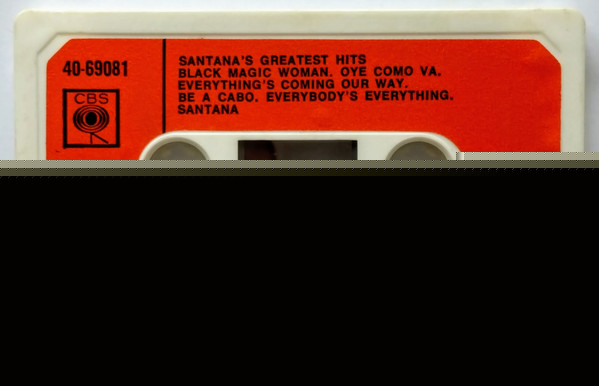 40-69081
CBS
SANTANA'S GREATEST HITS
BLACK MAGIC WOMAN. OYE COMO VA.
EVERYTHING'S COMING OUR WAY.
BE A CABO. EVERYBODY'S EVERYTHING.
SANTANA